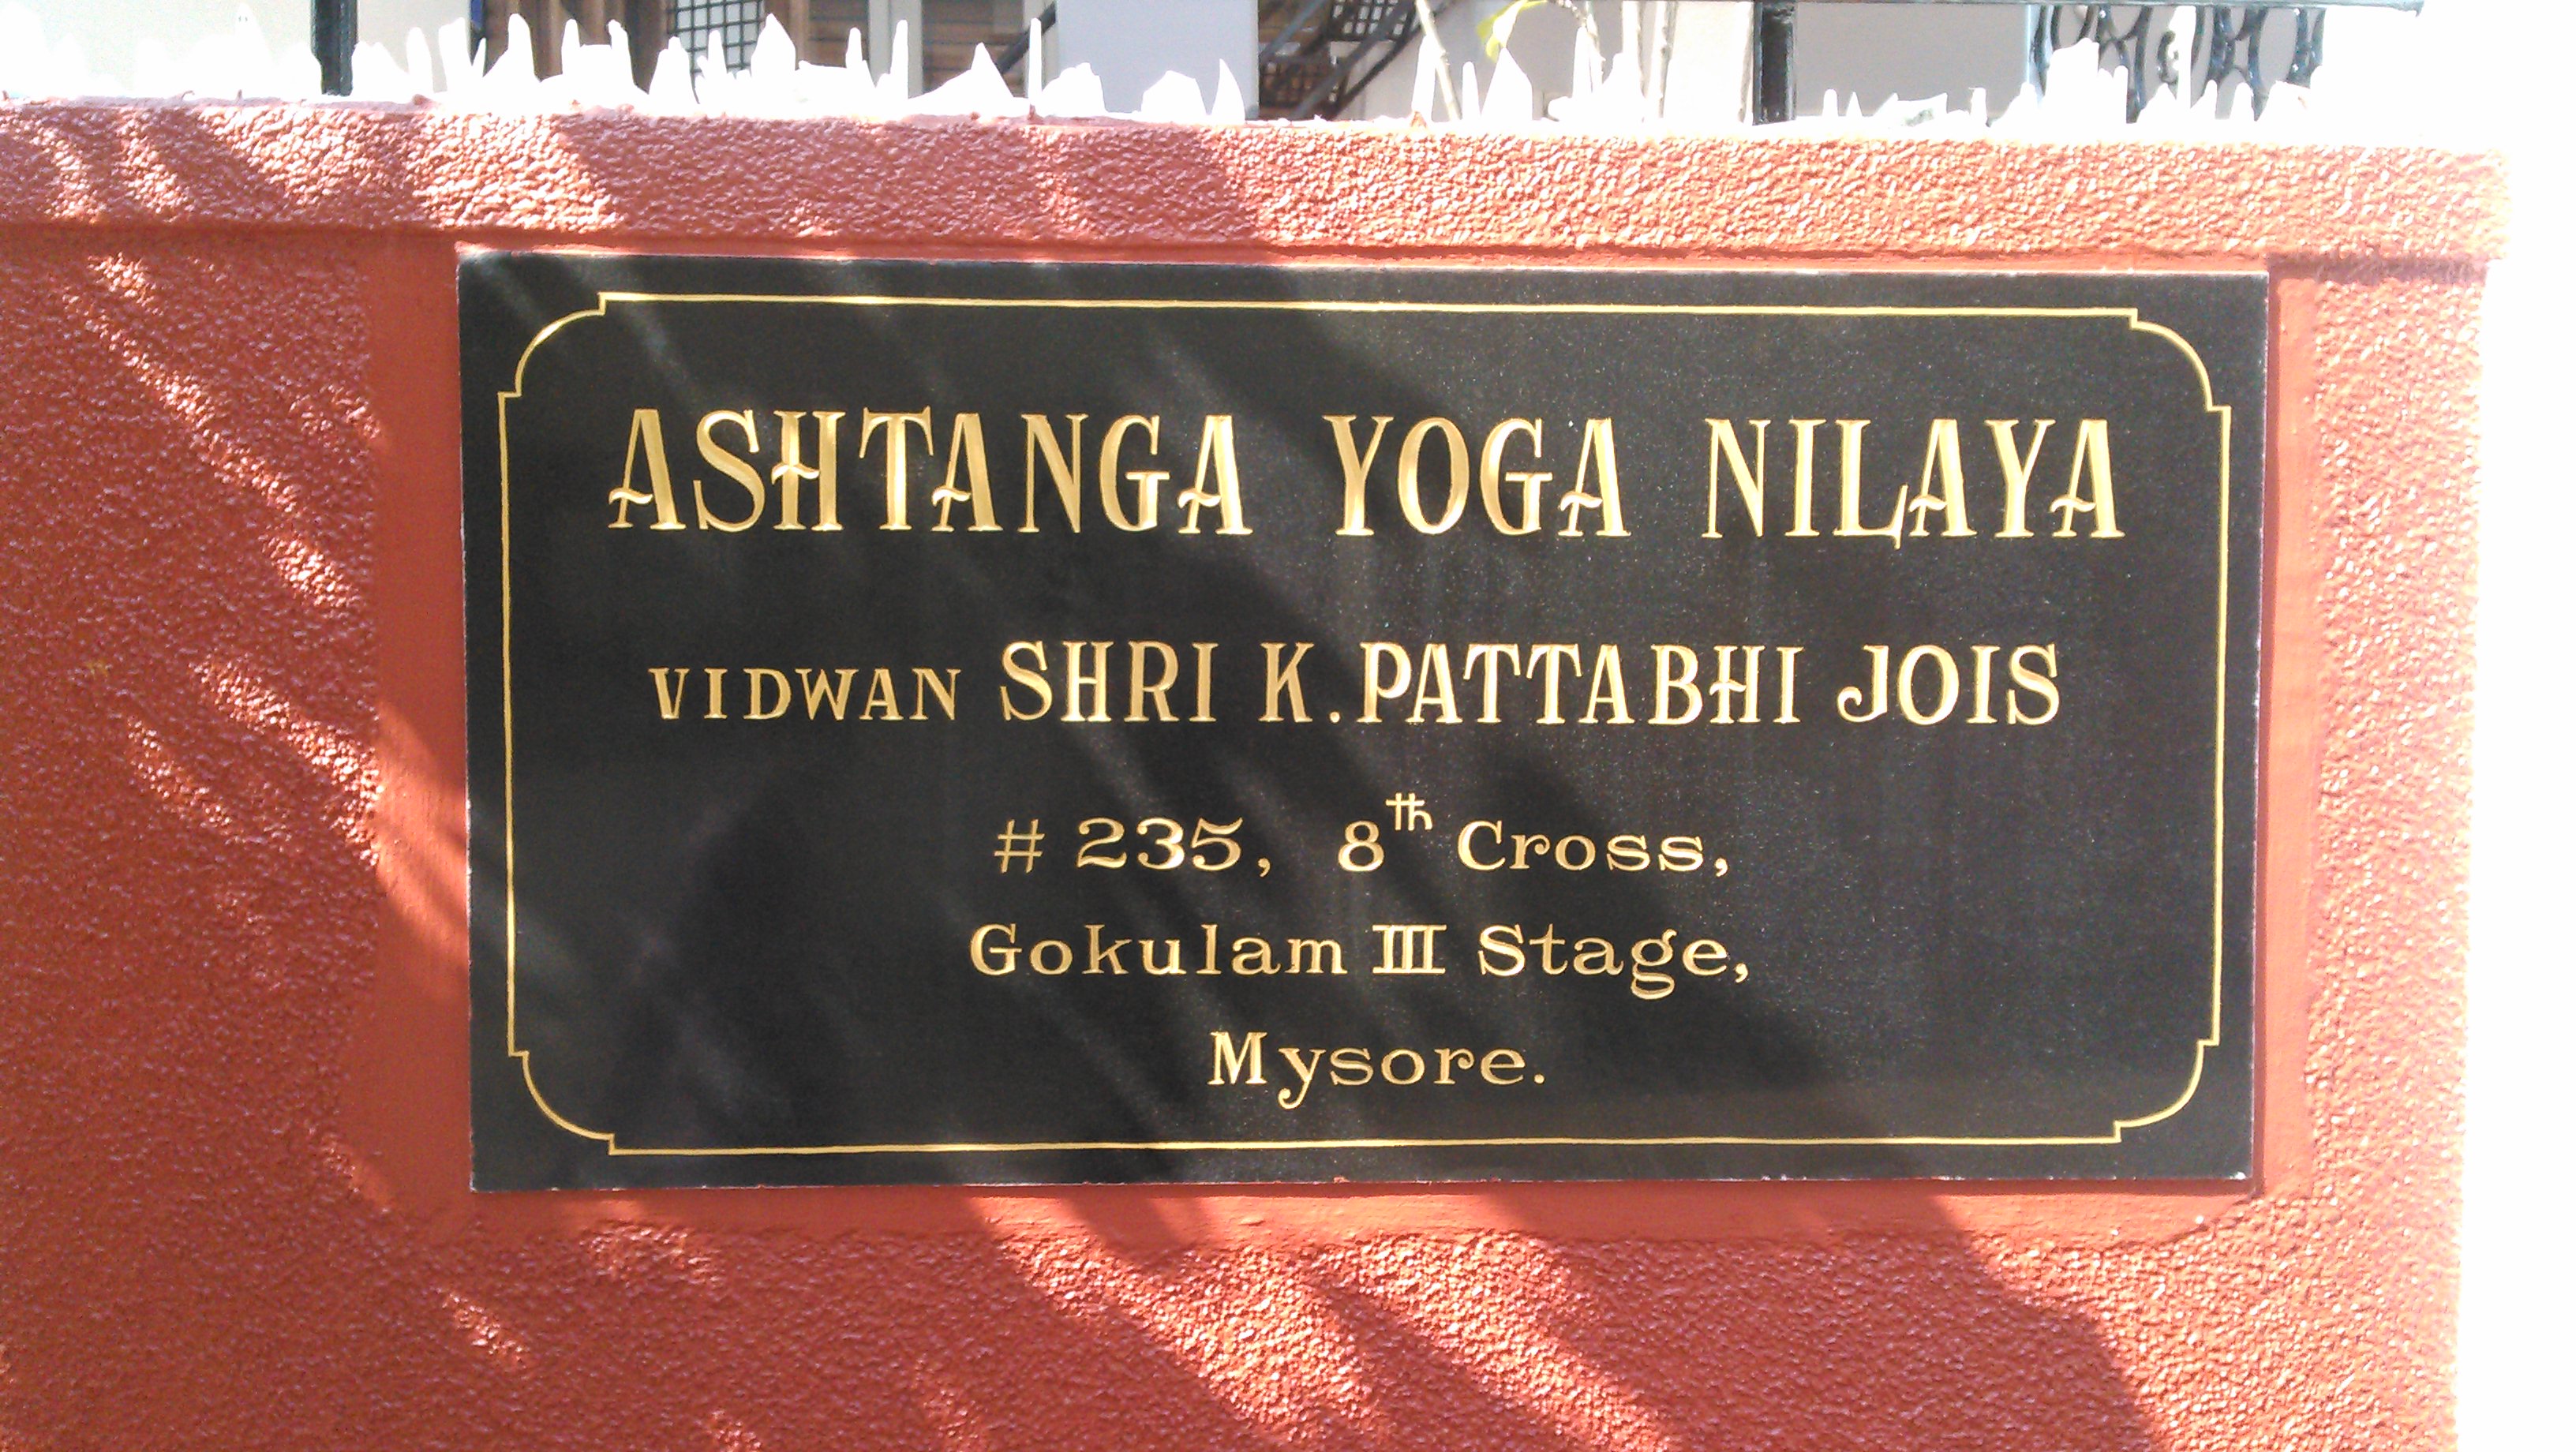 ASHTANGA YOGA NILAYA
VIDWAN SHRI K. PATTABHI JOIS
# 235, 8th Cross,
Gokulam III Stage,
Mysore.